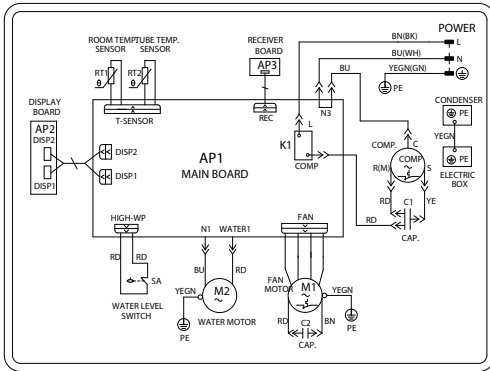 ROOM TEMP. TUBE TEMP.
SENSOR SENSOR
RECEIVER
BOARD
POWER
BN(BK) L
BU(WH) N
YEGN(GN)
PE
RT1 RT2 AP3
θ θ
BU
DISPLAY
BOARD
AP2
DISP2
DISP1
T-SENSOR
REC
L
N3
K1
COMP
DISP2
DISP1
AP1
MAIN BOARD
COMP.
C
COMP
R(M) S
RD YE
C1
RD
CAP.
CONDENSER
PE
YEGN
PE
ELECTRIC
BOX
HIGH-WP
N1 WATER1
FAN
RD RD
SA
WATER LEVEL
SWITCH
BU RD
YEGN
M2
PE
WATER MOTOR
FAN
MOTOR
M1
YEGN
RD C2 BN
CAP.
PE